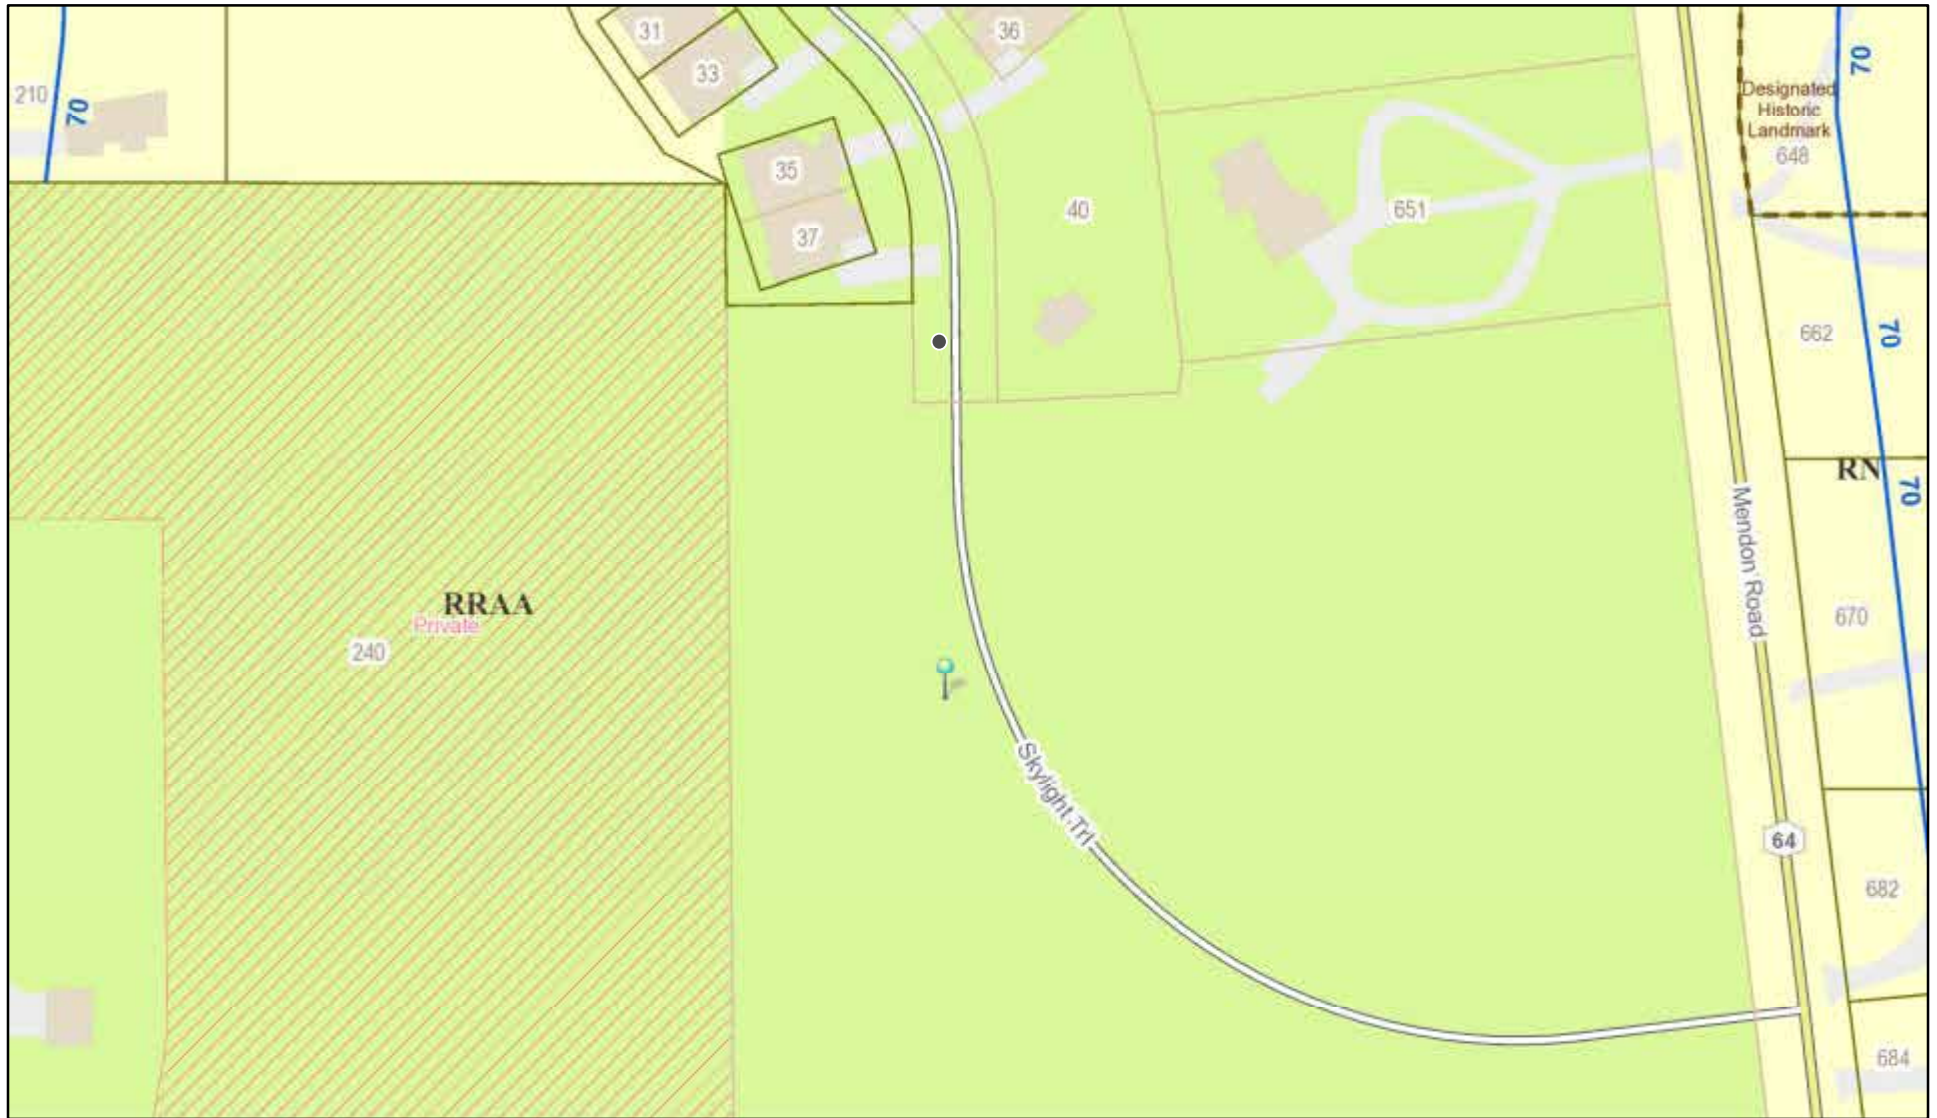 31
36
33
210
70
70
Designated
Historic
Landmark
648
35
40
651
37
662
70
RN
70
Mendon Road
RRAA
Private
240
670
Skylight Trl
64
682
684